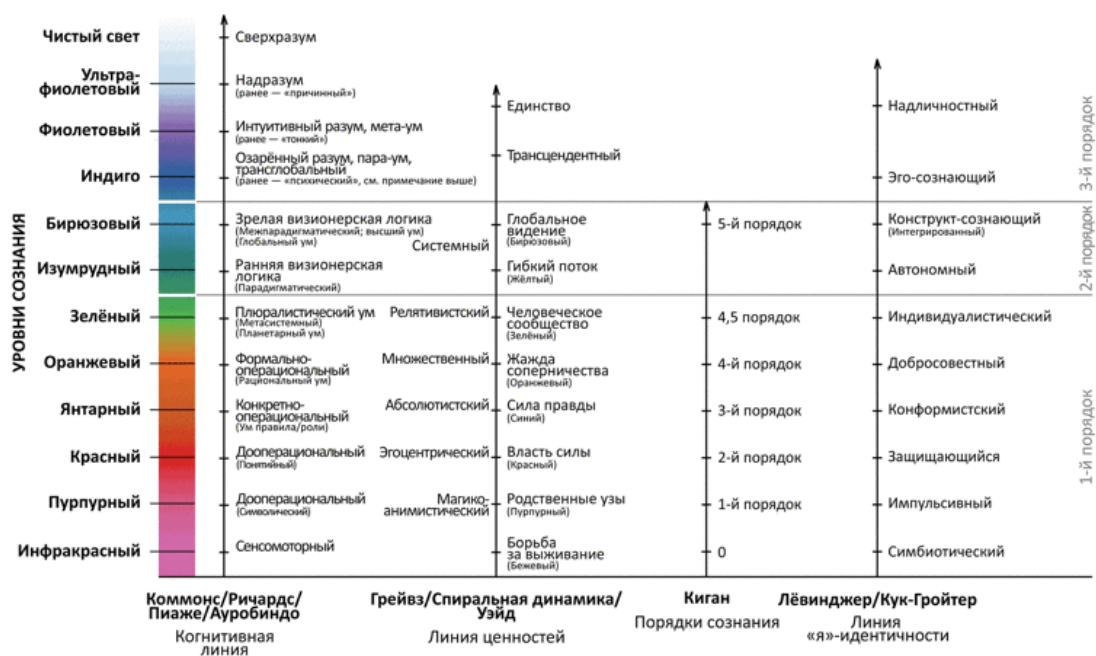 УРОВНИ СОЗНАНИЯ
Чистый свет
Ультра-
фиолетовый
Фиолетовый
Индиго
Бирюзовый
Изумрудный
Зелёный
Оранжевый
Янтарный
Красный
Пурпурный
Инфракрасный
Сверхразум
Надразум
(ранее — «причинный»)
Интуитивный разум, мета-ум
(ранее — «тонкий»)
Озарённый разум, пара-ум,
трансглобальный
(ранее — «психический», см. примечание выше)
Зрелая визионерская логика
(Межпарадигматический; высший ум)
(Глобальный ум)
Ранняя визионерская
логика
(Парадигматический)
Плюралистический ум
(Метасистемный)
(Планетарный ум)
Формально-
операциональный
(Рациональный ум)
Конкретно-
операциональный
(Ум правила/роли)
Дооперациональный
(Понятийный)
Дооперациональный
(Символический)
Сенсомоторный
Коммонс/Ричардс/
Пиаже/Ауробиндо
Когнитивная
линия
Системный
Релятивистский
Множественный
Абсолютистский
Эгоцентрический
Магико-
анимистический
Единство
Трансцендентный
Глобальное
видение
(Бирюзовый)
Гибкий поток
(Жёлтый)
Человеческое
сообщество
(Зелёный)
Жажда
соперничества
(Оранжевый)
Сила правды
(Синий)
Власть силы
(Красный)
Родственные узы
(Пурпурный)
Борьба
за выживание
(Бежевый)
Грейвз/Спиральная динамика/
Уэйд
Линия ценностей
5-й порядок
4,5 порядок
4-й порядок
3-й порядок
2-й порядок
1-й порядок
0
Киган
Порядки сознания
Надличностный
Эго-сознающий
Конструкт-сознающий
(Интегрированный)
Автономный
Индивидуалистический
Добросовестный
Конформистский
Защищающийся
Импульсивный
Симбиотический
Лёвинджер/Кук-Гройтер
Линия
«я»-идентичности
3-й порядок
2-й порядок
1-й порядок